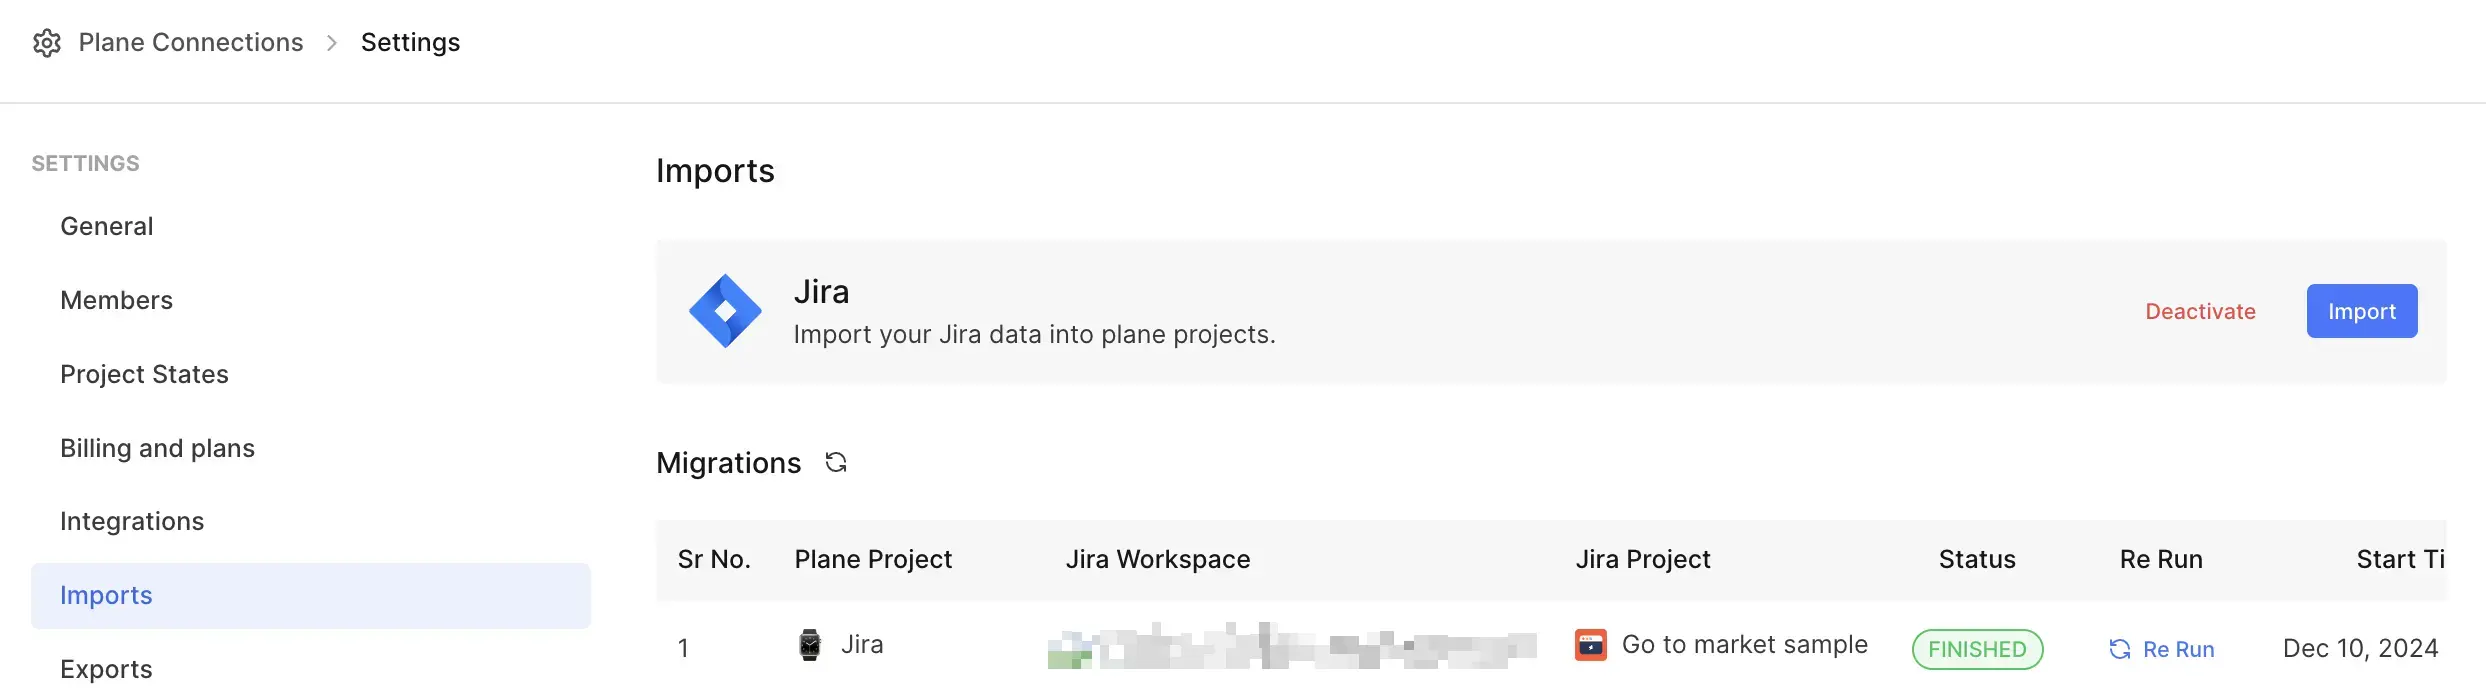 Plane Connections > Settings
SETTINGS
General
Members
Project States
Billing and plans
Integrations
Imports
Exports
Imports
Jira
Import your Jira data into plane projects.
Deactivate
Import
Migrations
Sr No. Plane Project Jira Workspace Jira Project Status Re Run Start Ti
1 Jira Go to market sample FINISHED Re Run Dec 10, 2024